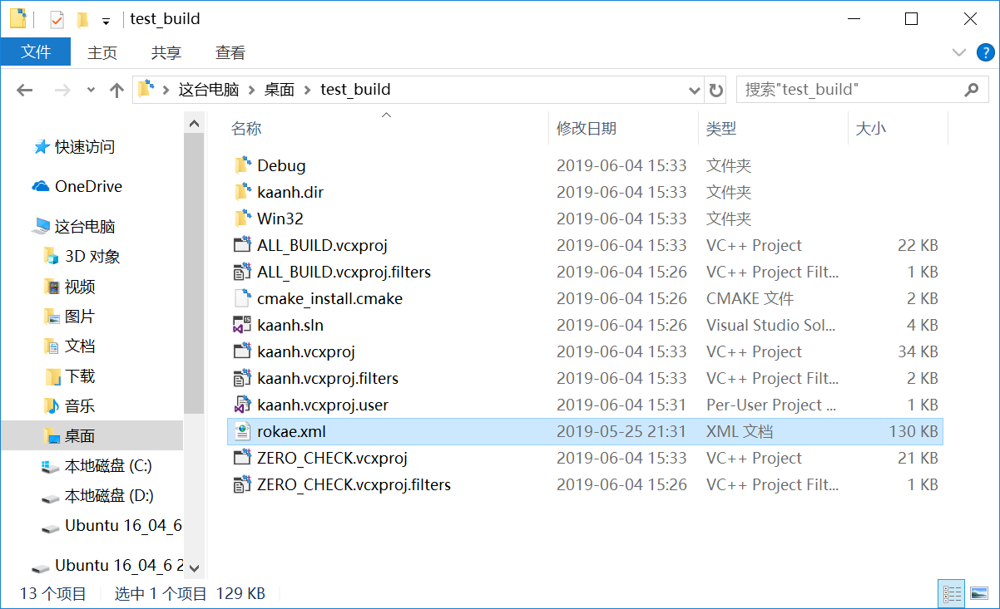 test_build
文件 主页 共享 查看
这台电脑 桌面 test_build 搜索"test_build"
快速访问
OneDrive
这台电脑
3D 对象
视频
图片
文档
下载
音乐
桌面
本地磁盘 (C:)
本地磁盘 (D:)
Ubuntu 16_04_6
Ubuntu 16_04_6 2
名称 修改日期 类型 大小
Debug 2019-06-04 15:33 文件夹
kaanh.dir 2019-06-04 15:33 文件夹
Win32 2019-06-04 15:33 文件夹
ALL_BUILD.vcxproj 2019-06-04 15:33 VC++ Project 22 KB
ALL_BUILD.vcxproj.filters 2019-06-04 15:26 VC++ Project Filt... 1 KB
cmake_install.cmake 2019-06-04 15:26 CMAKE 文件 2 KB
kaanh.sln 2019-06-04 15:26 Visual Studio Sol... 4 KB
kaanh.vcxproj 2019-06-04 15:33 VC++ Project 34 KB
kaanh.vcxproj.filters 2019-06-04 15:33 VC++ Project Filt... 2 KB
kaanh.vcxproj.user 2019-06-04 15:31 Per-User Project ... 1 KB
rokae.xml 2019-05-25 21:31 XML 文档 130 KB
ZERO_CHECK.vcxproj 2019-06-04 15:33 VC++ Project 21 KB
ZERO_CHECK.vcxproj.filters 2019-06-04 15:26 VC++ Project Filt... 1 KB
13 个项目 选中 1 个项目 129 KB